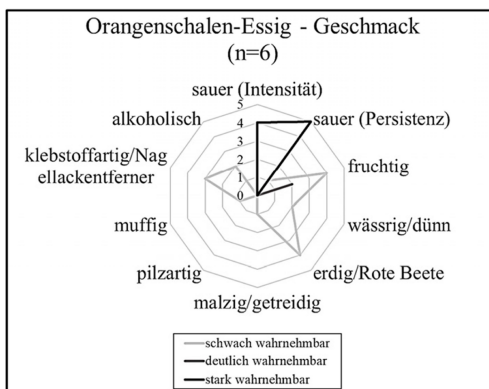 Orangenschalen-Essig - Geschmack
(n=6)
sauer (Intensität)
5
4
3
2
1
0
sauer (Persistenz)
fruchtig
wässrig/dünn
erdig/Rote Beete
malzig/getreidig
pilzartig
muffig
klebstoffartig/Nag
ellackentferner
alkoholisch
schwach wahrnehmbar
deutlich wahrnehmbar
stark wahrnehmbar